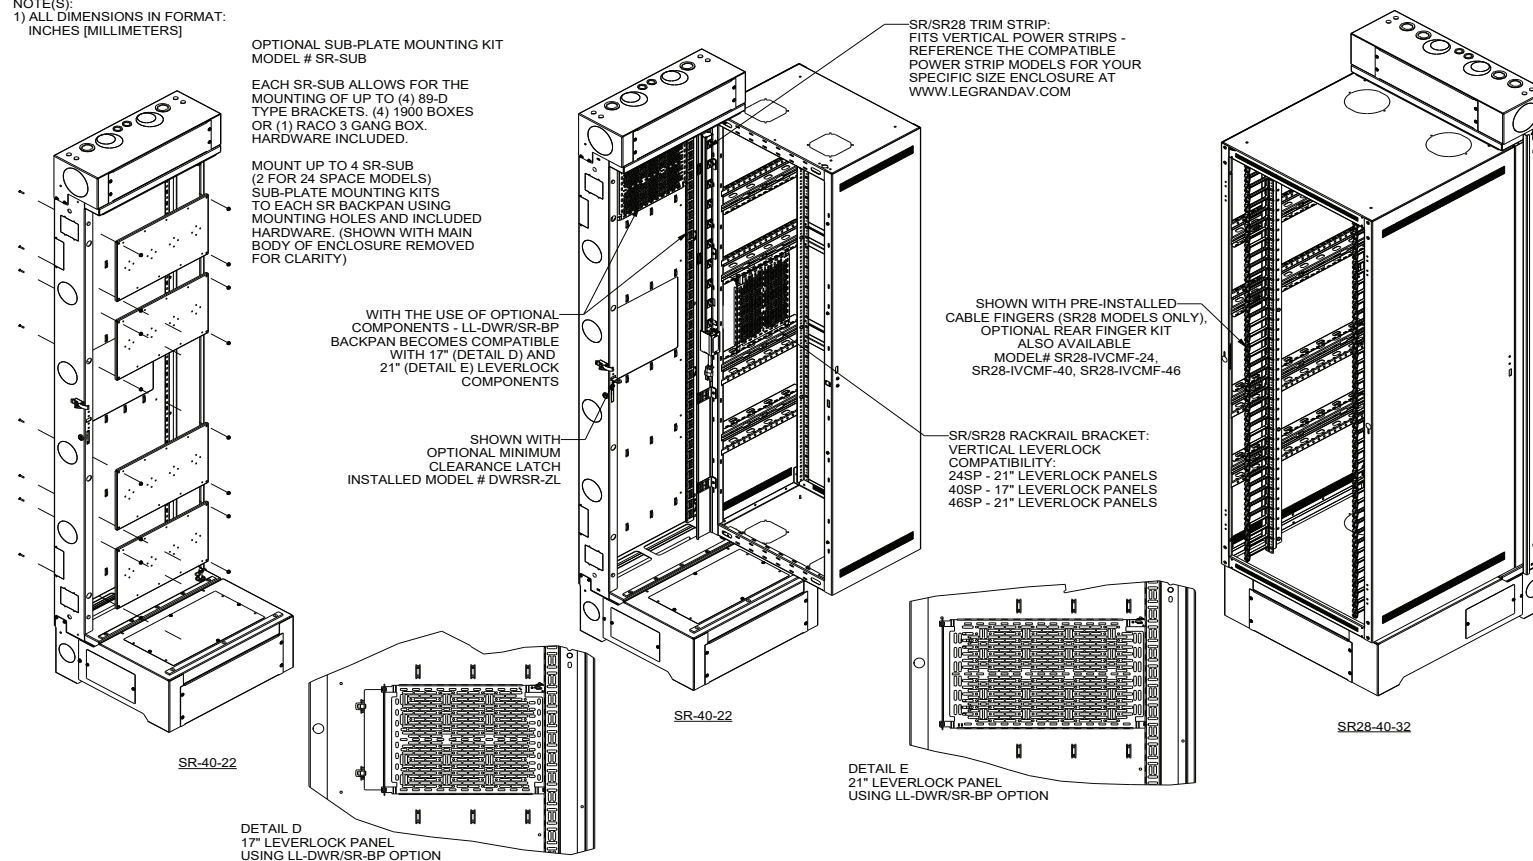 NOTE(S):
1) ALL DIMENSIONS IN FORMAT:
INCHES [MILLIMETERS]
OPTIONAL SUB-PLATE MOUNTING KIT
MODEL # SR-SUB
EACH SR-SUB ALLOWS FOR THE
MOUNTING OF UP TO (4) 89-D
TYPE BRACKETS. (4) 1900 BOXES
OR (1) RACO 3 GANG BOX.
HARDWARE INCLUDED.
MOUNT UP TO 4 SR-SUB
(2 FOR 24 SPACE MODELS)
SUB-PLATE MOUNTING KITS
TO EACH SR BACKPAN USING
MOUNTING HOLES AND INCLUDED
HARDWARE. (SHOWN WITH MAIN
BODY OF ENCLOSURE REMOVED
FOR CLARITY)
SR-40-22
WITH THE USE OF OPTIONAL
COMPONENTS - LL-DWR/SR-BP
BACKPAN BECOMES COMPATIBLE
WITH 17" (DETAIL D) AND
21" (DETAIL E) LEVERLOCK
COMPONENTS
SHOWN WITH
OPTIONAL MINIMUM
CLEARANCE LATCH
INSTALLED MODEL # DWRSR-ZL
DETAIL D
17" LEVERLOCK PANEL
USING LL-DWR/SR-BP OPTION
SR/SR28 TRIM STRIP:
FITS VERTICAL POWER STRIPS -
REFERENCE THE COMPATIBLE
POWER STRIP MODELS FOR YOUR
SPECIFIC SIZE ENCLOSURE AT
WWW.LEGRANDAV.COM
SR-40-22
SHOWN WITH PRE-INSTALLED
CABLE FINGERS (SR28 MODELS ONLY),
OPTIONAL REAR FINGER KIT
ALSO AVAILABLE
MODEL# SR28-IVCMF-24,
SR28-IVCMF-40, SR28-IVCMF-46
SR/SR28 RACKRAIL BRACKET:
VERTICAL LEVERLOCK
COMPATIBILITY:
24SP - 21" LEVERLOCK PANELS
40SP - 17" LEVERLOCK PANELS
46SP - 21" LEVERLOCK PANELS
DETAIL E
21" LEVERLOCK PANEL
USING LL-DWR/SR-BP OPTION
SR28-40-32